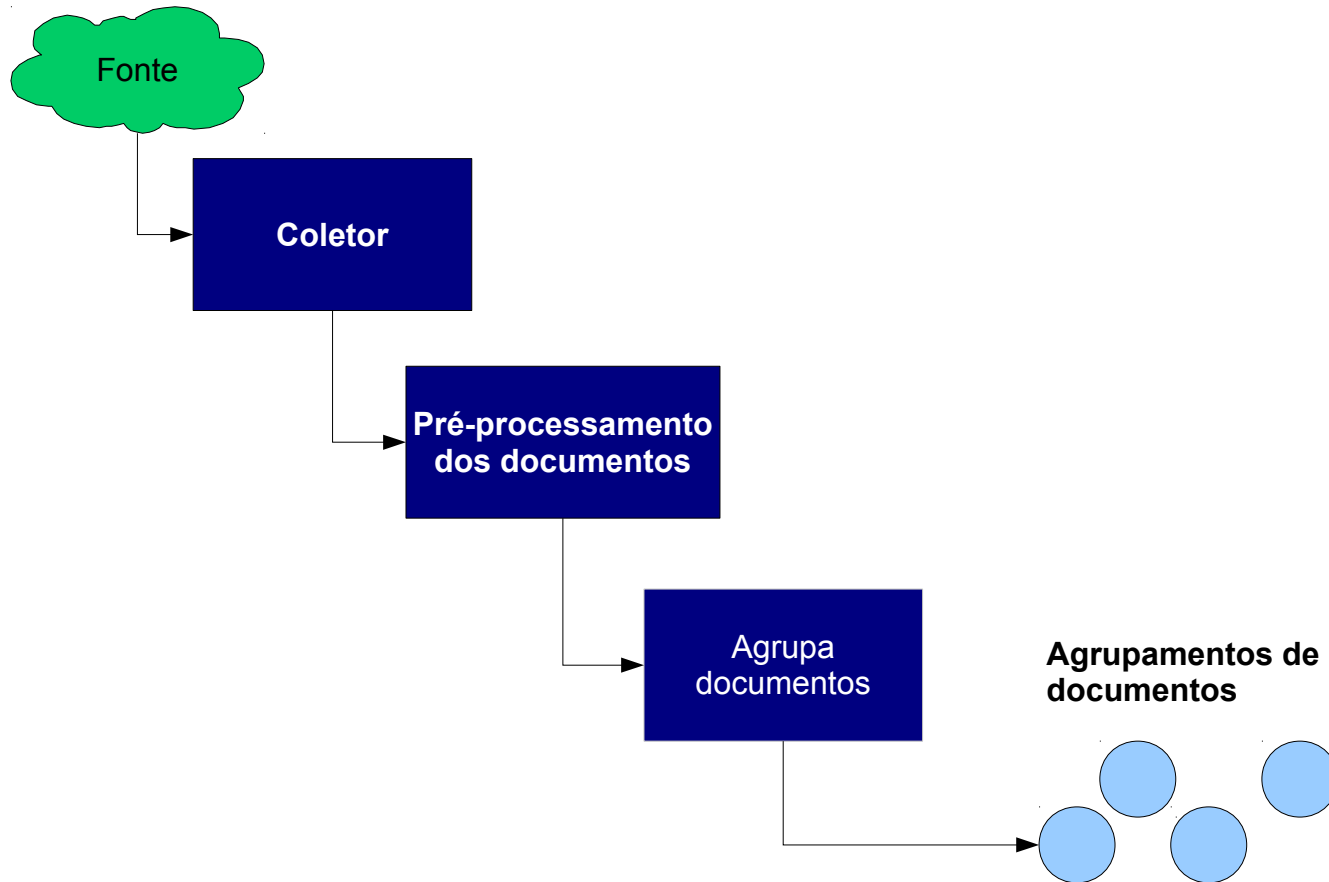 Fonte
Coletor
Pré-processamento
dos documentos
Agrupa
documentos
Agrupamentos de
documentos